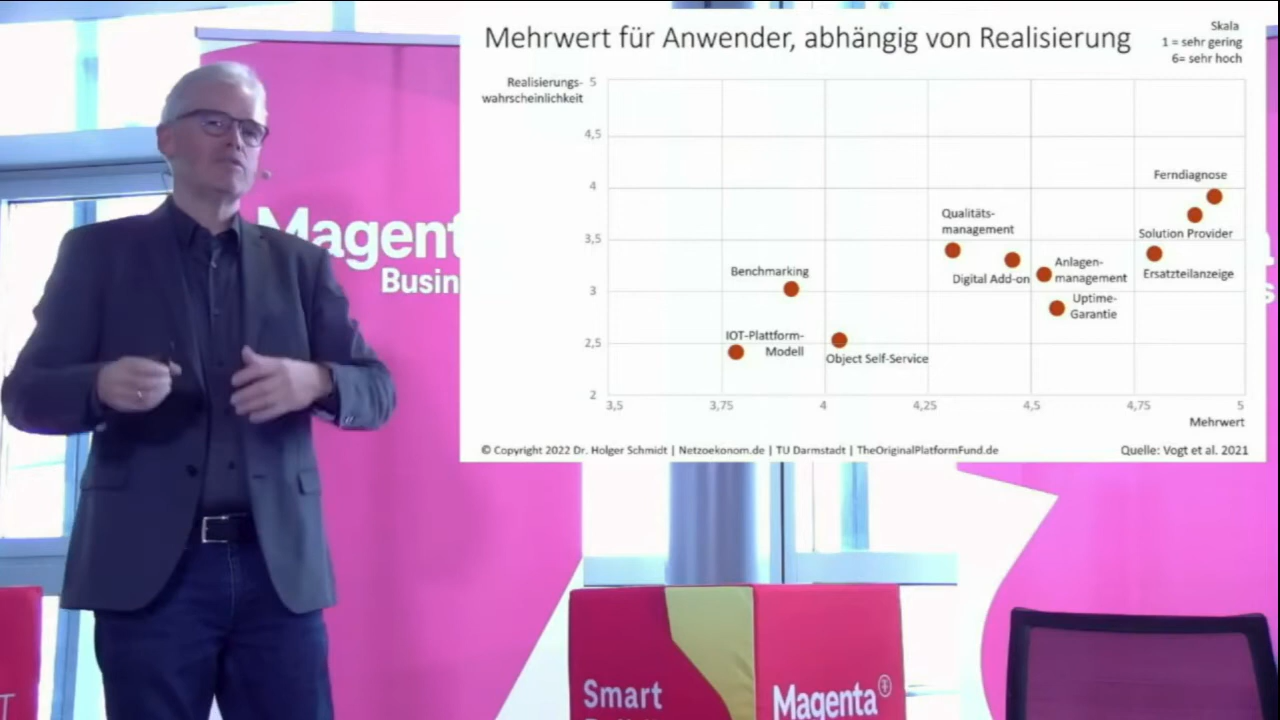 Mehrwert für Anwender, abhängig von Realisierung
Skala
1 = sehr gering
6= sehr hoch
Realisierungs-
wahrscheinlichkeit
5
4,5
4
3,5
3
2,5
2
Ferndiagnose
Solution Provider
Ersatzteilanzeige
Qualitäts-
management
Digital Add-on
Anlagen-
management
Uptime-
Garantie
Benchmarking
IOT-Plattform-
Modell
Object Self-Service
3,5
3,75
4
4,25
4,5
4,75
5
Mehrwert
© Copyright 2022 Dr. Holger Schmidt | Netzoekonom.de | TU Darmstadt | TheOriginalPlatformFund.de
Quelle: Vogt et al. 2021
Magent
Busin
Smart
Magenta